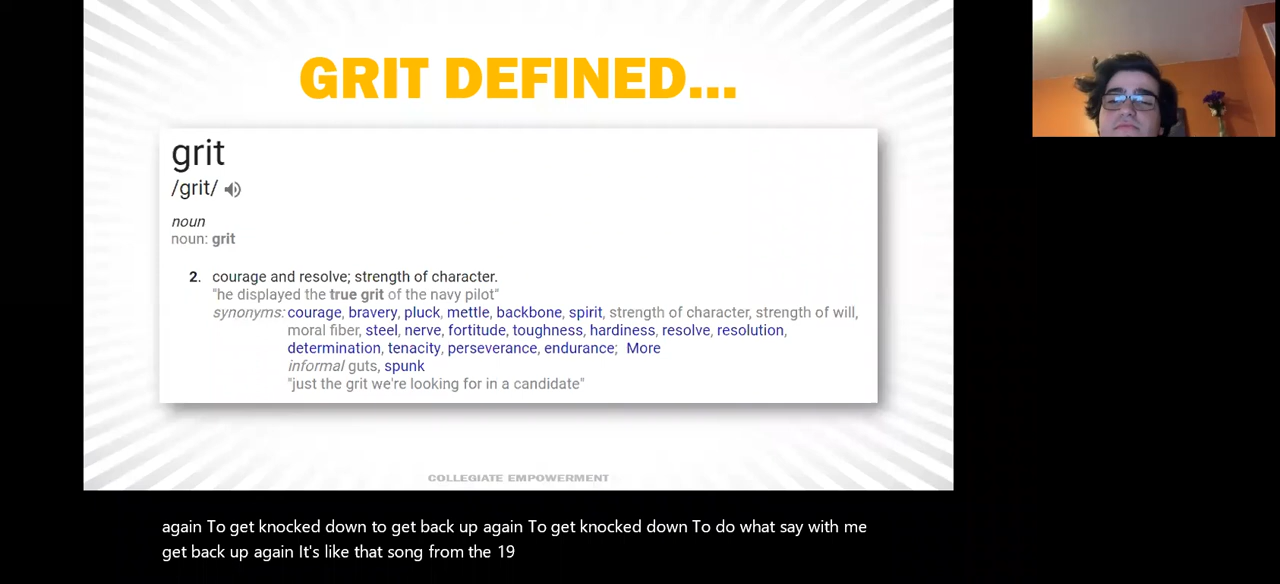 GRIT DEFINED...
grit
/grit/
noun
noun: grit
2. courage and resolve; strength of character.
"he displayed the true grit of the navy pilot"
synonyms: courage, bravery, pluck, mettle, backbone, spirit, strength of character, strength of will,
moral fiber, steel, nerve, fortitude, toughness, hardiness, resolve, resolution,
determination, tenacity, perseverance, endurance; More
informal guts, spunk
"just the grit we're looking for in a candidate"
COLLEGIATE EMPOWERMENT
again To get knocked down to get back up again To get knocked down To do what say with me
get back up again It's like that song from the 19